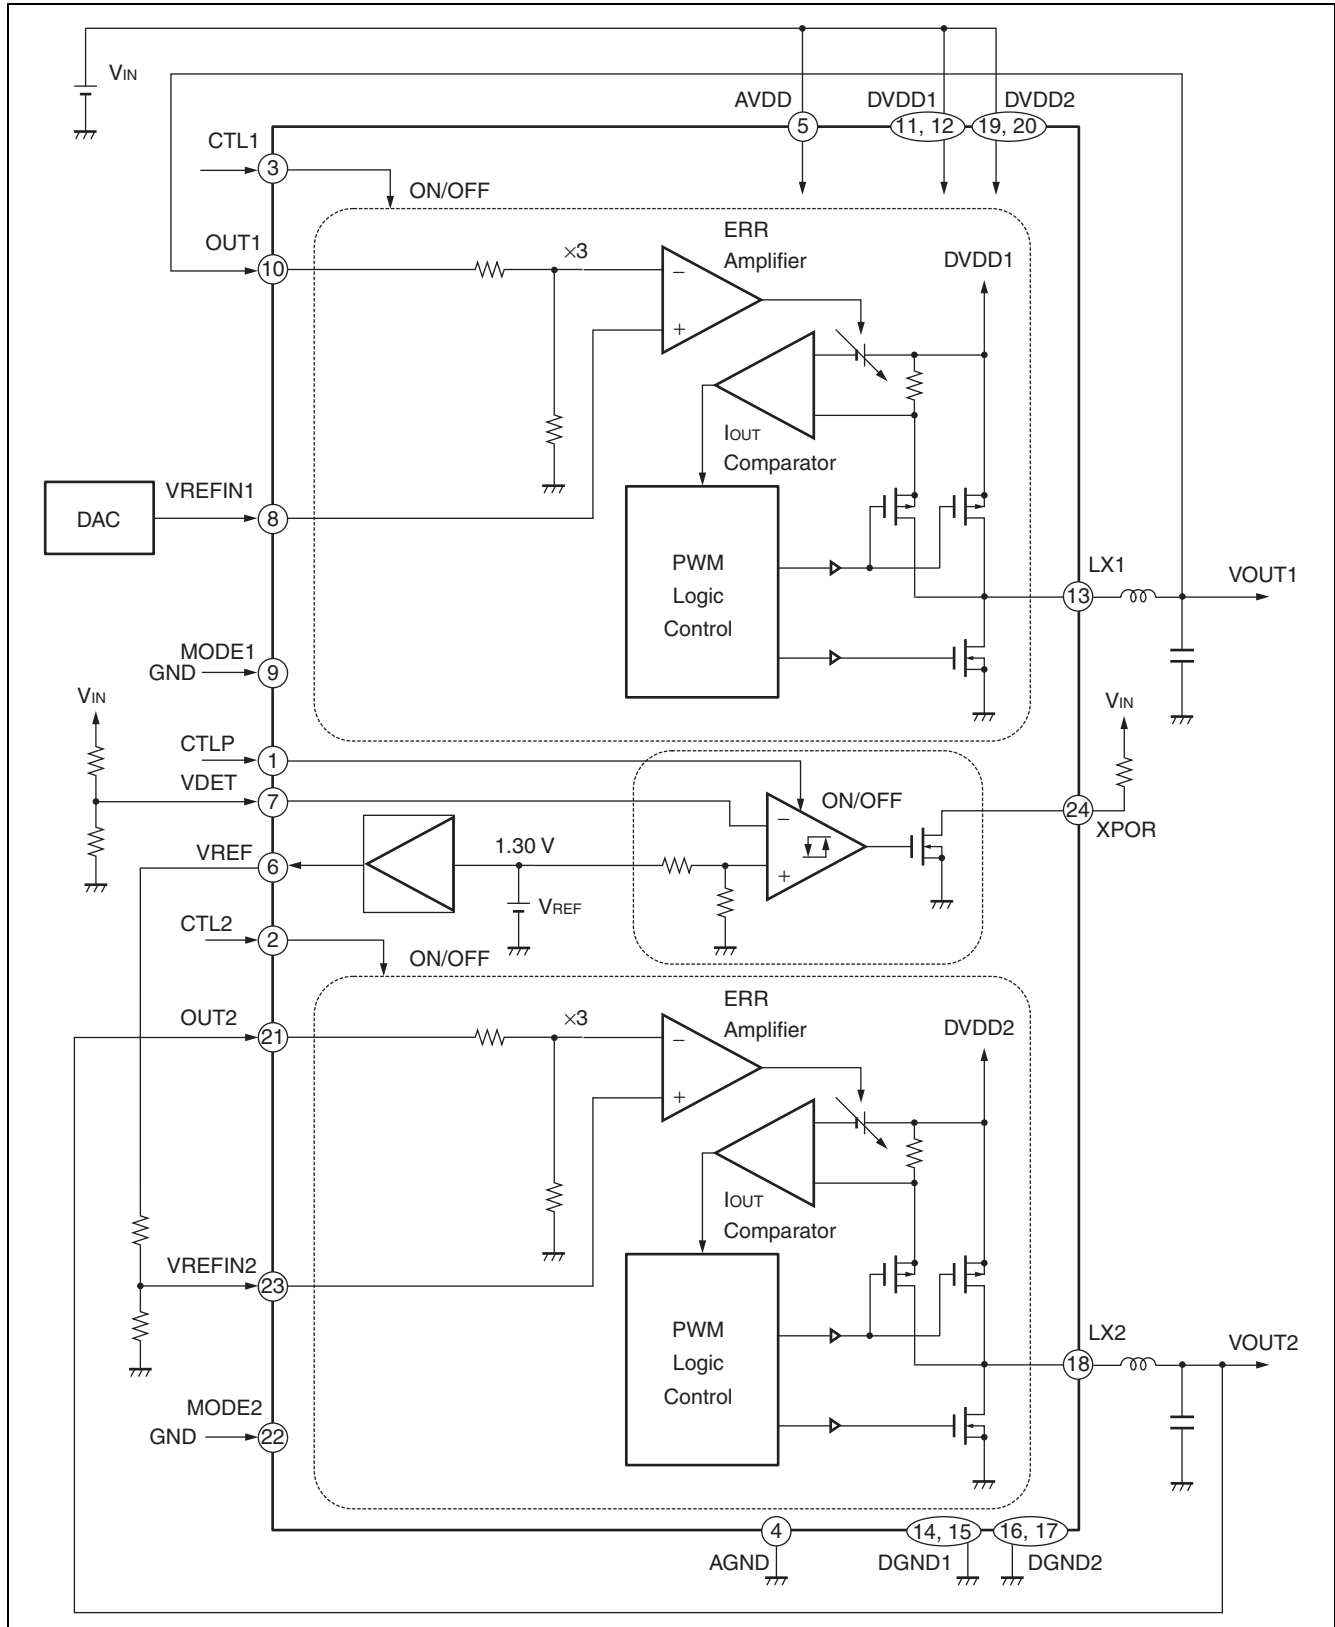 VIN
AVDD
DVDD1
DVDD2
5
11, 12
19, 20
CTL1
3
ON/OFF
OUT1
10
×3
ERR
Amplifier
DVDD1
−
+
IOUT
Comparator
DAC
VREFIN1
8
PWM
Logic
Control
LX1
13
VOUT1
MODE1
GND
9
VIN
VIN
CTLP
1
VDET
7
ON/OFF
−
+
24
XPOR
VREF
6
1.30 V
VREF
CTL2
2
ON/OFF
OUT2
21
×3
ERR
Amplifier
DVDD2
−
+
IOUT
Comparator
VREFIN2
23
PWM
Logic
Control
LX2
18
VOUT2
MODE2
GND
22
4
14, 15
16, 17
AGND
DGND1
DGND2